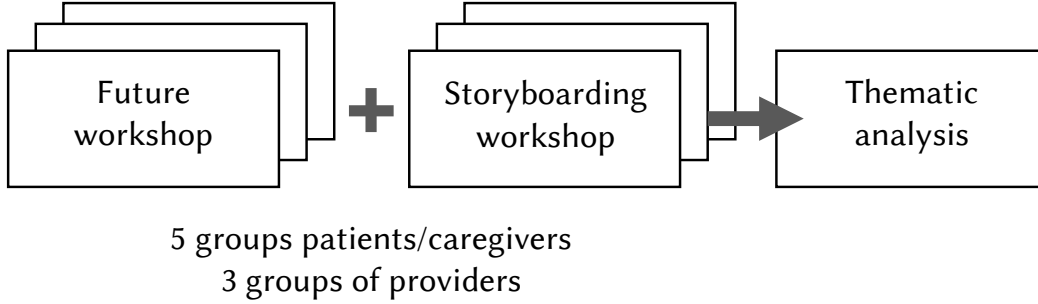 Future
workshop
Storyboarding
workshop
Thematic
analysis
5 groups patients/caregivers
3 groups of providers